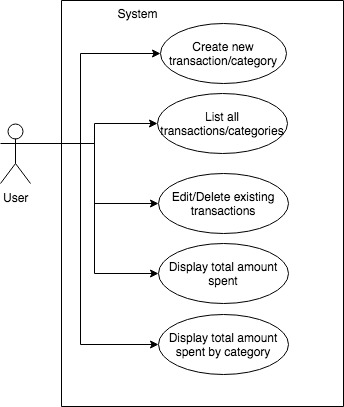 System
Create new
transaction/category
List all
transactions/categories
User
Edit/Delete existing
transactions
Display total amount
spent
Display total amount
spent by category